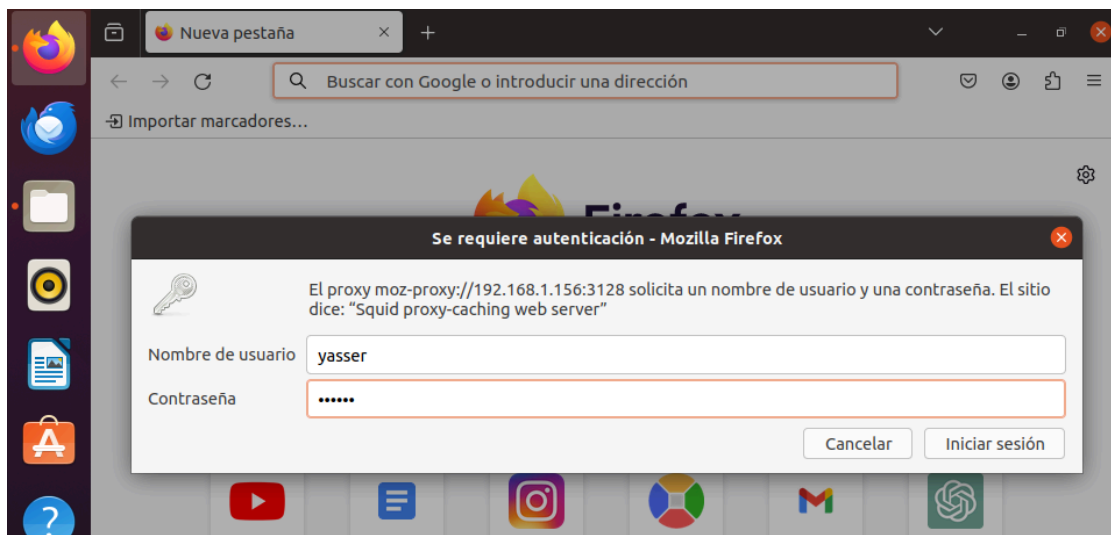 Nueva pestaña
Buscar con Google o introducir una dirección
Importar marcadores...
Firefox
Se requiere autenticación - Mozilla Firefox
El proxy moz-proxy://192.168.1.156:3128 solicita un nombre de usuario y una contraseña. El sitio
dice: “Squid proxy-caching web server”
Nombre de usuario yasser
Contraseña ••••••
Cancelar Iniciar sesión